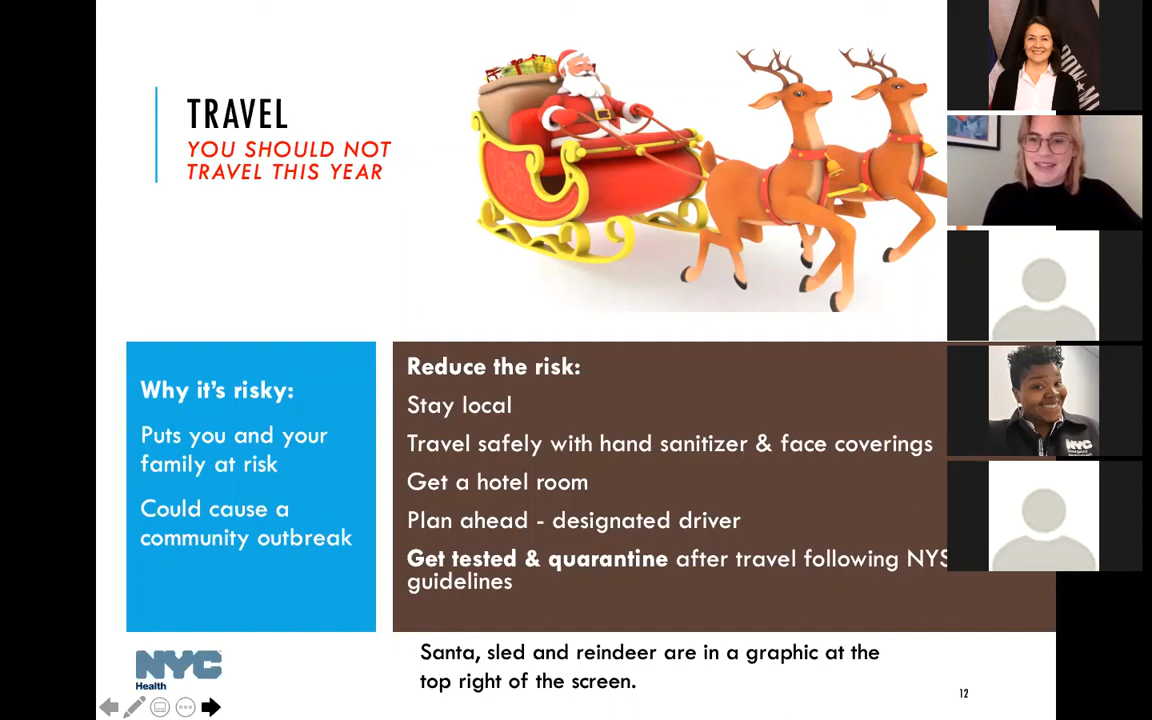 TRAVEL
YOU SHOULD NOT
TRAVEL THIS YEAR
Why it's risky:
Puts you and your
family at risk
Could cause a
community outbreak
Reduce the risk:
Stay local
Travel safely with hand sanitizer & face coverings
Get a hotel room
Plan ahead - designated driver
Get tested & quarantine after travel following NYS
guidelines
Santa, sled and reindeer are in a graphic at the
top right of the screen.
NYC
Health
12
NYC